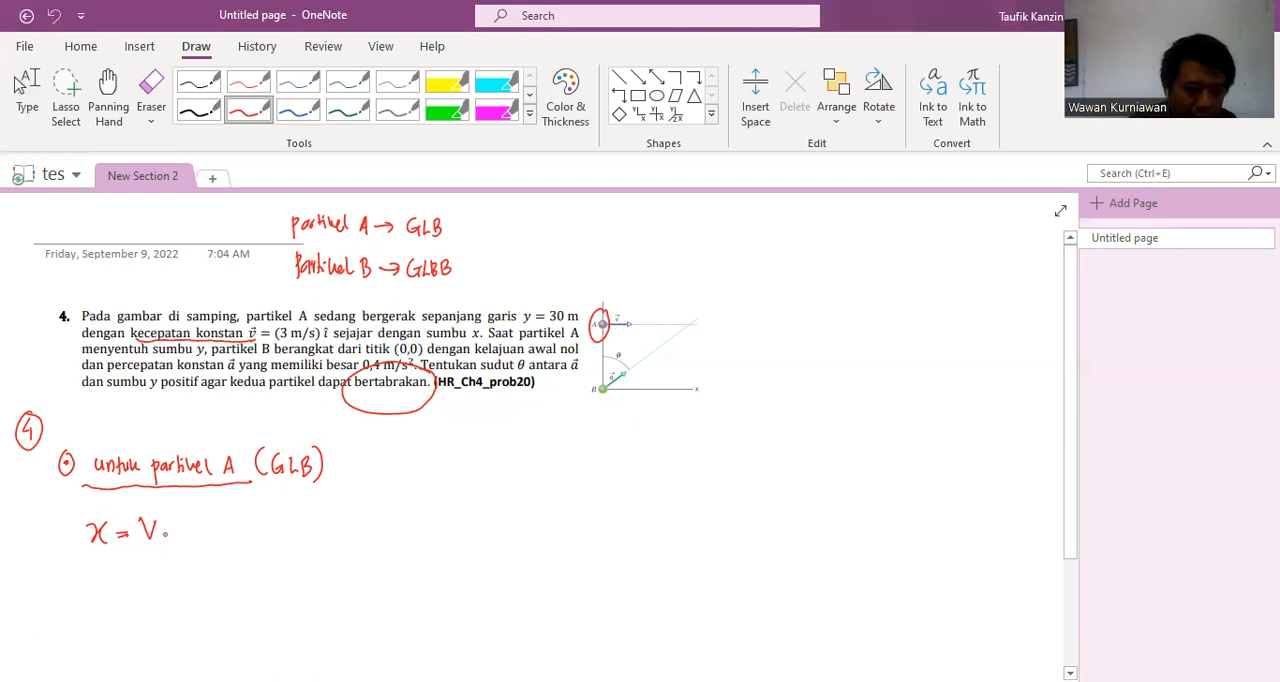 Untitled page - OneNote
Search
Taufik Kanzin
File Home Insert Draw History Review View Help
Type
Lasso Select
Panning Hand
Eraser
Color & Thickness
Insert Space
Delete
Arrange
Rotate
Ink to Text
Ink to Math
Tools
Shapes
Edit
Convert
Wawan Kurniawan
tes
New Section 2
Search (Ctrl+E)
Add Page
Untitled page
partikel A → GLB
Friday, September 9, 2022 7:04 AM
Partikel B → GLBB
4. Pada gambar di samping, partikel A sedang bergerak sepanjang garis y = 30 m
dengan kecepatan konstan v⃗ = (3 m/s) î sejajar dengan sumbu x. Saat partikel A
menyentuh sumbu y, partikel B berangkat dari titik (0,0) dengan kelajuan awal nol
dan percepatan konstan a⃗ yang memiliki besar 0,4 m/s². Tentukan sudut θ antara a⃗
dan sumbu y positif agar kedua partikel dapat bertabrakan. (HR_Ch4_prob20)
A v⃗
θ
a⃗
B x
4
untuk partikel A (GLB)
x = V.